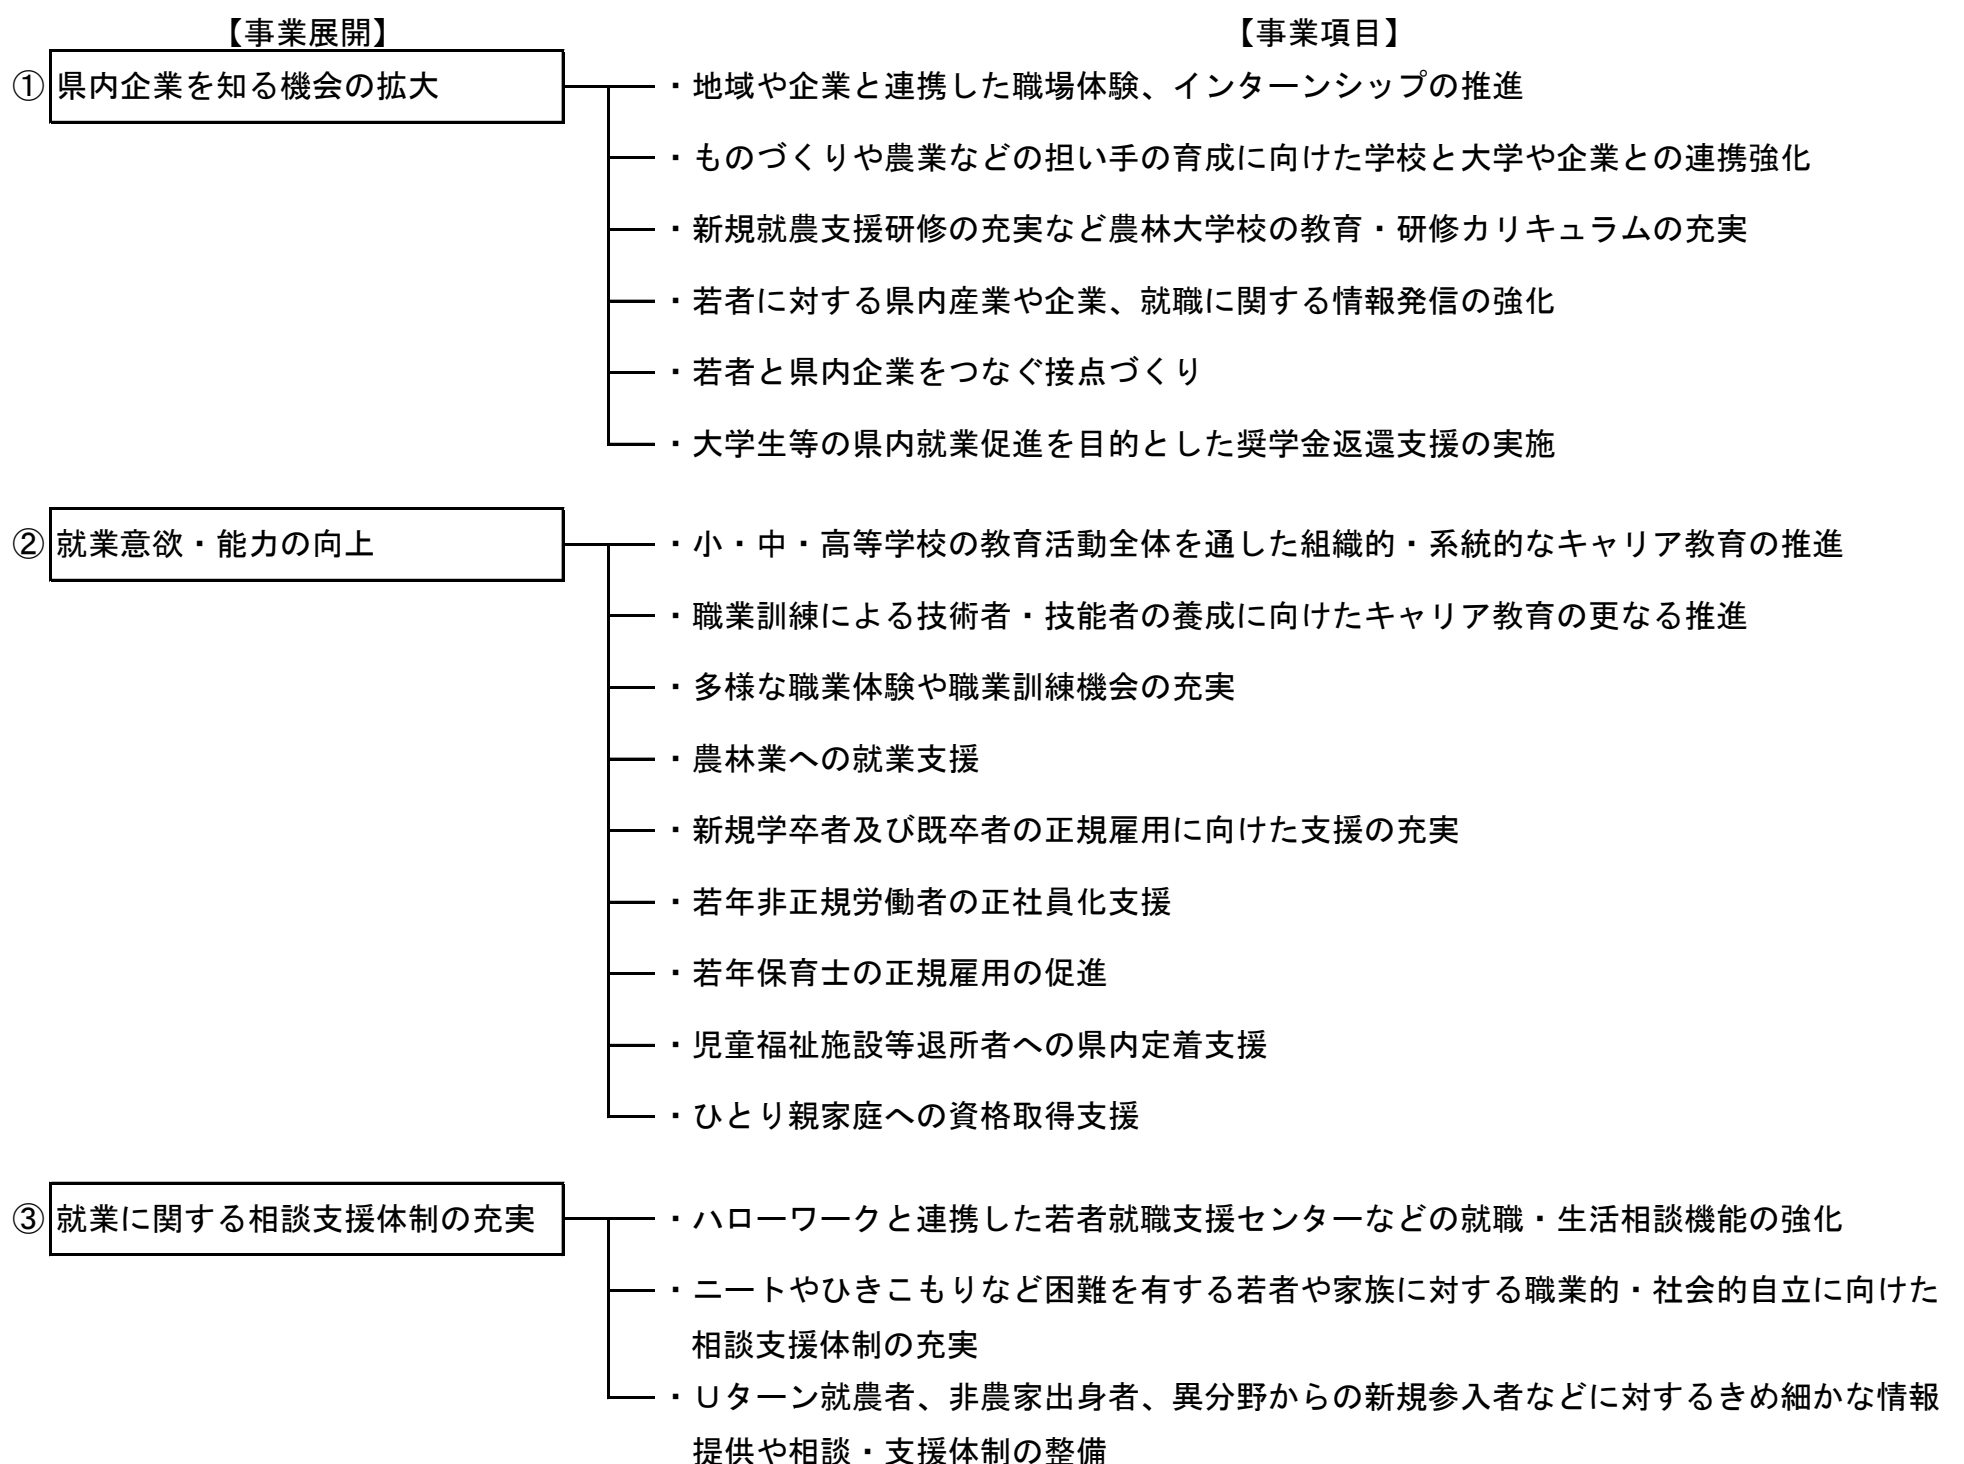 【事業展開】 【事業項目】
① 県内企業を知る機会の拡大 ・地域や企業と連携した職場体験、インターンシップの推進
・ものづくりや農業などの担い手の育成に向けた学校と大学や企業との連携強化
・新規就農支援研修の充実など農林大学校の教育・研修カリキュラムの充実
・若者に対する県内産業や企業、就職に関する情報発信の強化
・若者と県内企業をつなぐ接点づくり
・大学生等の県内就業促進を目的とした奨学金返還支援の実施
② 就業意欲・能力の向上 ・小・中・高等学校の教育活動全体を通した組織的・系統的なキャリア教育の推進
・職業訓練による技術者・技能者の養成に向けたキャリア教育の更なる推進
・多様な職業体験や職業訓練機会の充実
・農林業への就業支援
・新規学卒者及び既卒者の正規雇用に向けた支援の充実
・若年非正規労働者の正社員化支援
・若年保育士の正規雇用の促進
・児童福祉施設等退所者への県内定着支援
・ひとり親家庭への資格取得支援
③ 就業に関する相談支援体制の充実 ・ハローワークと連携した若者就職支援センターなどの就職・生活相談機能の強化
・ニートやひきこもりなど困難を有する若者や家族に対する職業的・社会的自立に向けた
相談支援体制の充実
・Uターン就農者、非農家出身者、異分野からの新規参入者などに対するきめ細かな情報
提供や相談・支援体制の整備